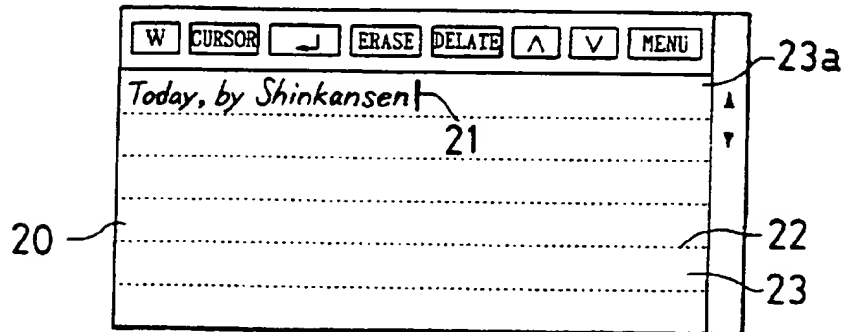 W CURSOR ↵ ERASE DELATE ∧ ∨ MENU
23a
Today, by Shinkansen
▲
▼
21
20
22
23